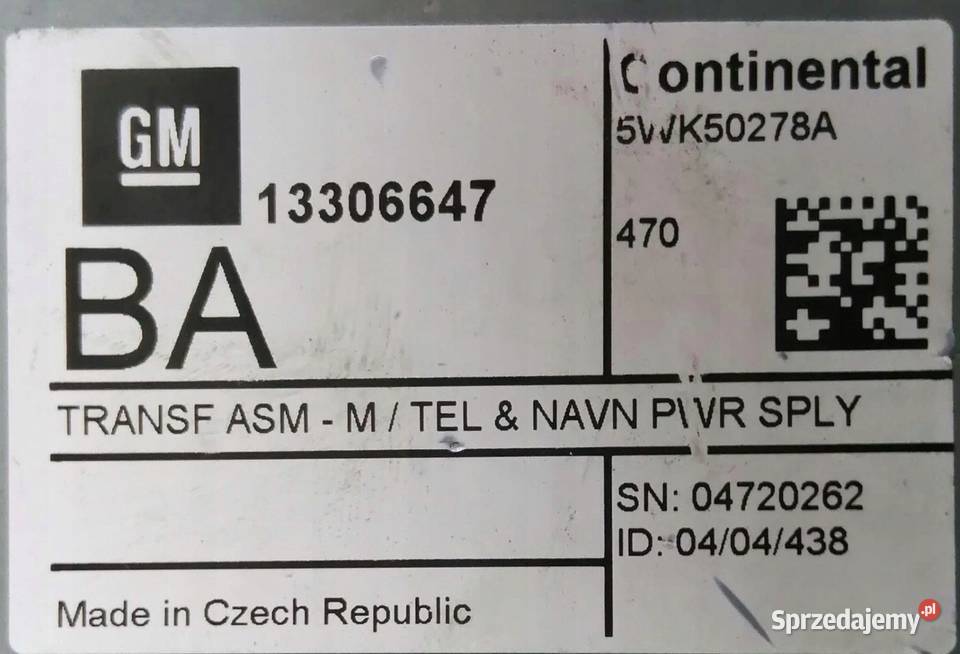 GM
13306647
BA
Continental
5WK50278A
470
TRANSF ASM - M / TEL & NAVN PWR SPLY
SN: 04720262
ID: 04/04/438
Made in Czech Republic
Sprzedajemy.pl